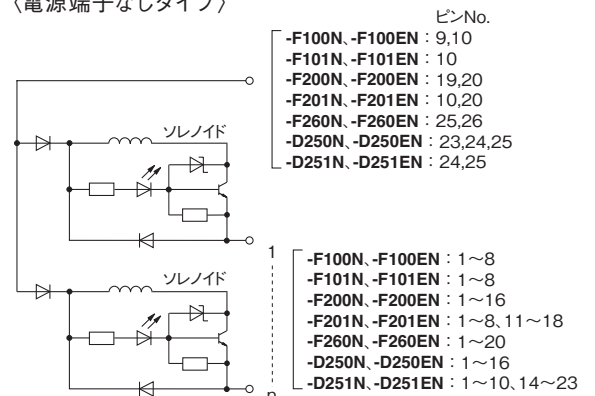 〈電源端子なしタイプ〉
ピンNo.
-F100N、-F100EN：9,10
-F101N、-F101EN：10
-F200N、-F200EN：19,20
-F201N、-F201EN：10,20
-F260N、-F260EN：25,26
-D250N、-D250EN：23,24,25
-D251N、-D251EN：24,25
ソレノイド
1
-F100N、-F100EN：1～8
-F101N、-F101EN：1～8
-F200N、-F200EN：1～16
-F201N、-F201EN：1～8、11～18
-F260N、-F260EN：1～20
-D250N、-D250EN：1～16
-D251N、-D251EN：1～10、14～23
ソレノイド
n